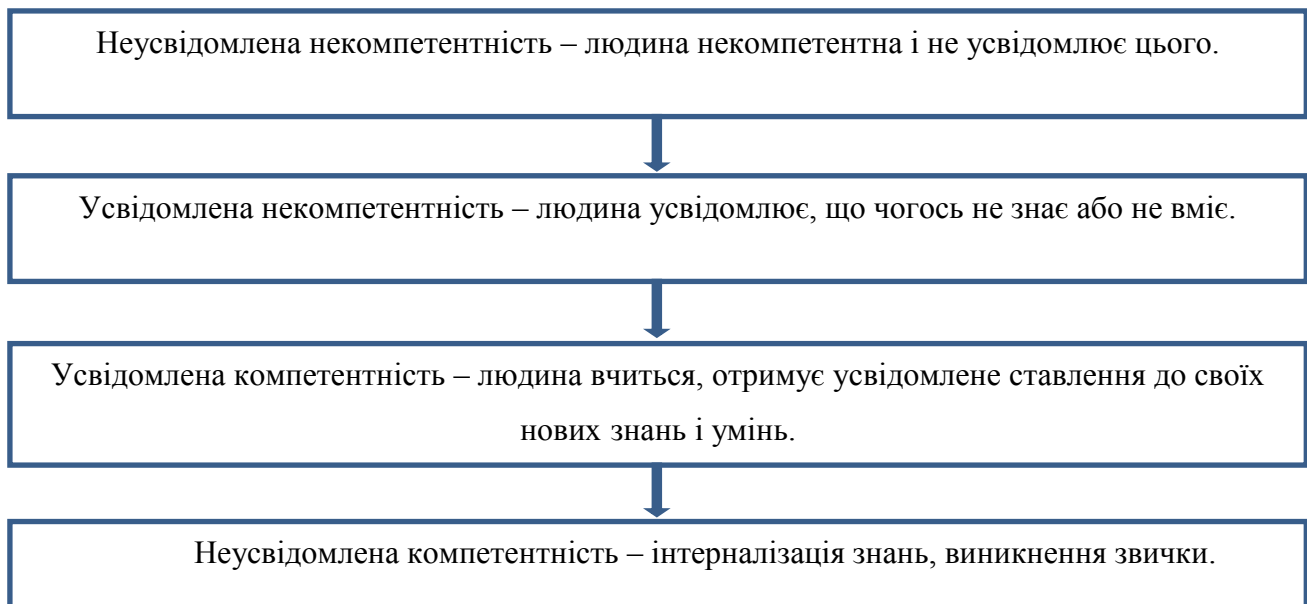 Неусвідомлена некомпетентність – людина некомпетентна і не усвідомлює цього.
Усвідомлена некомпетентність – людина усвідомлює, що чогось не знає або не вміє.
Усвідомлена компетентність – людина вчиться, отримує усвідомлене ставлення до своїх
нових знань і умінь.
Неусвідомлена компетентність – інтерналізація знань, виникнення звички.